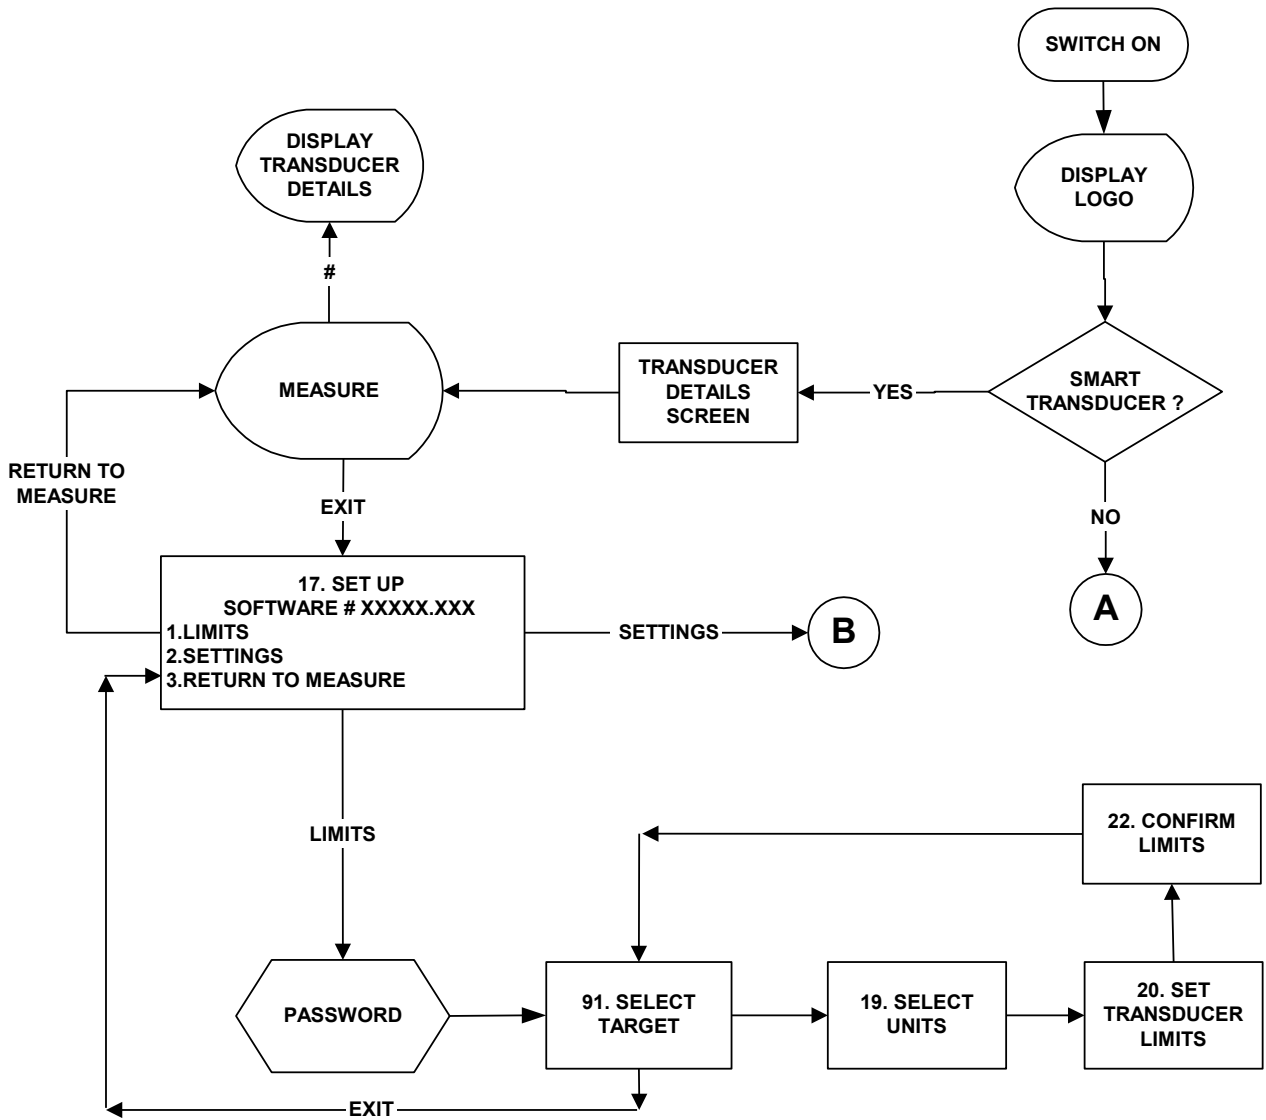 SWITCH ON
DISPLAY
LOGO
SMART
TRANSDUCER ?
YES
NO
A
TRANSDUCER
DETAILS
SCREEN
DISPLAY
TRANSDUCER
DETAILS
#
MEASURE
RETURN TO
MEASURE
EXIT
17. SET UP
SOFTWARE # XXXXX.XXX
1.LIMITS
2.SETTINGS
3.RETURN TO MEASURE
SETTINGS
B
LIMITS
PASSWORD
91. SELECT
TARGET
19. SELECT
UNITS
20. SET
TRANSDUCER
LIMITS
22. CONFIRM
LIMITS
EXIT